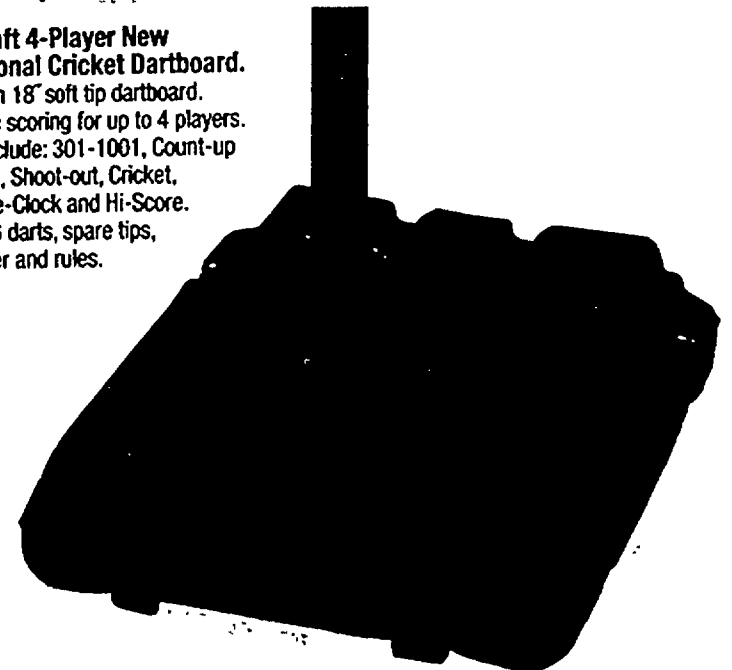 ft 4-Player New
onal Cricket Dartboard.
18" soft tip dartboard.
scoring for up to 4 players.
clude: 301-1001, Count-up
, Shoot-out, Cricket,
e-Clock and Hi-Score.
6 darts, spare tips,
er and rules.